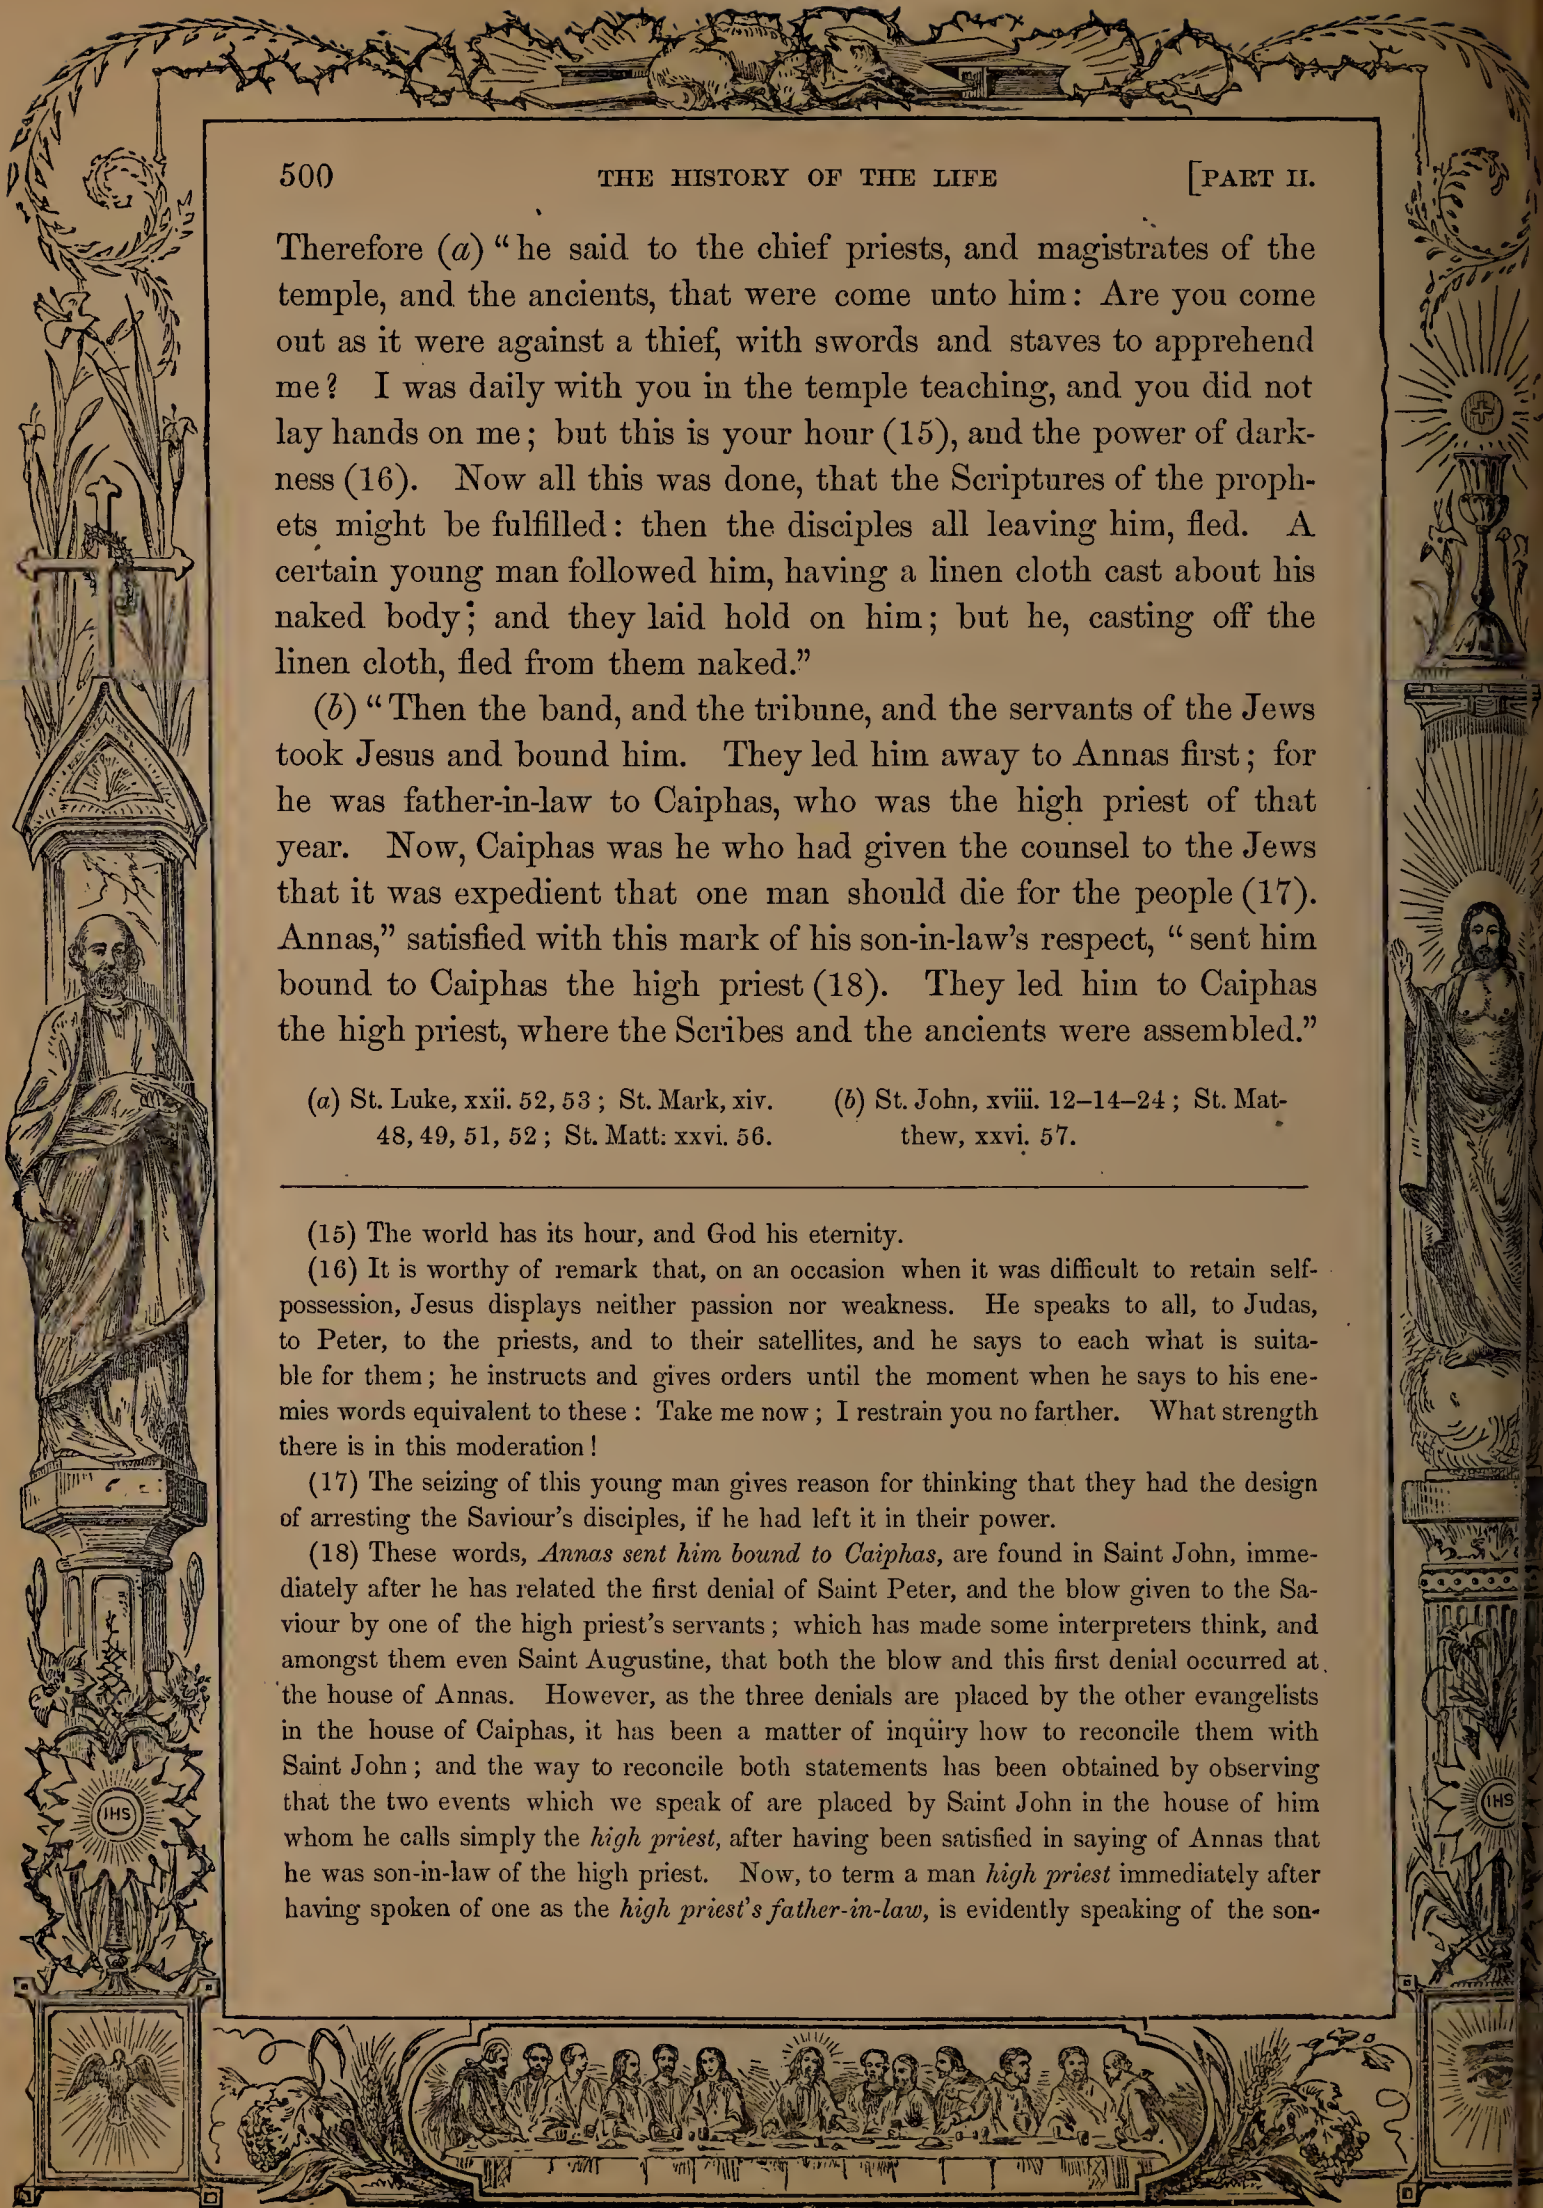 500 THE HISTORY OF THE LIFE [PART II.
Therefore (a) “he said to the chief priests, and magistrates of the
temple, and the ancients, that were come unto him: Are you come
out as it were against a thief, with swords and staves to apprehend
me? I was daily with you in the temple teaching, and you did not
lay hands on me; but this is your hour (15), and the power of dark-
ness (16). Now all this was done, that the Scriptures of the proph-
ets might be fulfilled: then the disciples all leaving him, fled. A
certain young man followed him, having a linen cloth cast about his
naked body; and they laid hold on him; but he, casting off the
linen cloth, fled from them naked.”
(b) “Then the band, and the tribune, and the servants of the Jews
took Jesus and bound him. They led him away to Annas first; for
he was father-in-law to Caiphas, who was the high priest of that
year. Now, Caiphas was he who had given the counsel to the Jews
that it was expedient that one man should die for the people (17).
Annas,” satisfied with this mark of his son-in-law’s respect, “sent him
bound to Caiphas the high priest (18). They led him to Caiphas
the high priest, where the Scribes and the ancients were assembled.”
(a) St. Luke, xxii. 52, 53; St. Mark, xiv.
48, 49, 51, 52; St. Matt: xxvi. 56.
(b) St. John, xviii. 12–14–24; St. Mat-
thew, xxvi. 57.
(15) The world has its hour, and God his eternity.
(16) It is worthy of remark that, on an occasion when it was difficult to retain self-
possession, Jesus displays neither passion nor weakness. He speaks to all, to Judas,
to Peter, to the priests, and to their satellites, and he says to each what is suita-
ble for them; he instructs and gives orders until the moment when he says to his ene-
mies words equivalent to these: Take me now; I restrain you no farther. What strength
there is in this moderation!
(17) The seizing of this young man gives reason for thinking that they had the design
of arresting the Saviour’s disciples, if he had left it in their power.
(18) These words, Annas sent him bound to Caiphas, are found in Saint John, imme-
diately after he has related the first denial of Saint Peter, and the blow given to the Sa-
viour by one of the high priest’s servants; which has made some interpreters think, and
amongst them even Saint Augustine, that both the blow and this first denial occurred at
the house of Annas. However, as the three denials are placed by the other evangelists
in the house of Caiphas, it has been a matter of inquiry how to reconcile them with
Saint John; and the way to reconcile both statements has been obtained by observing
that the two events which we speak of are placed by Saint John in the house of him
whom he calls simply the high priest, after having been satisfied in saying of Annas that
he was son-in-law of the high priest. Now, to term a man high priest immediately after
having spoken of one as the high priest’s father-in-law, is evidently speaking of the son-
IHS
IHS